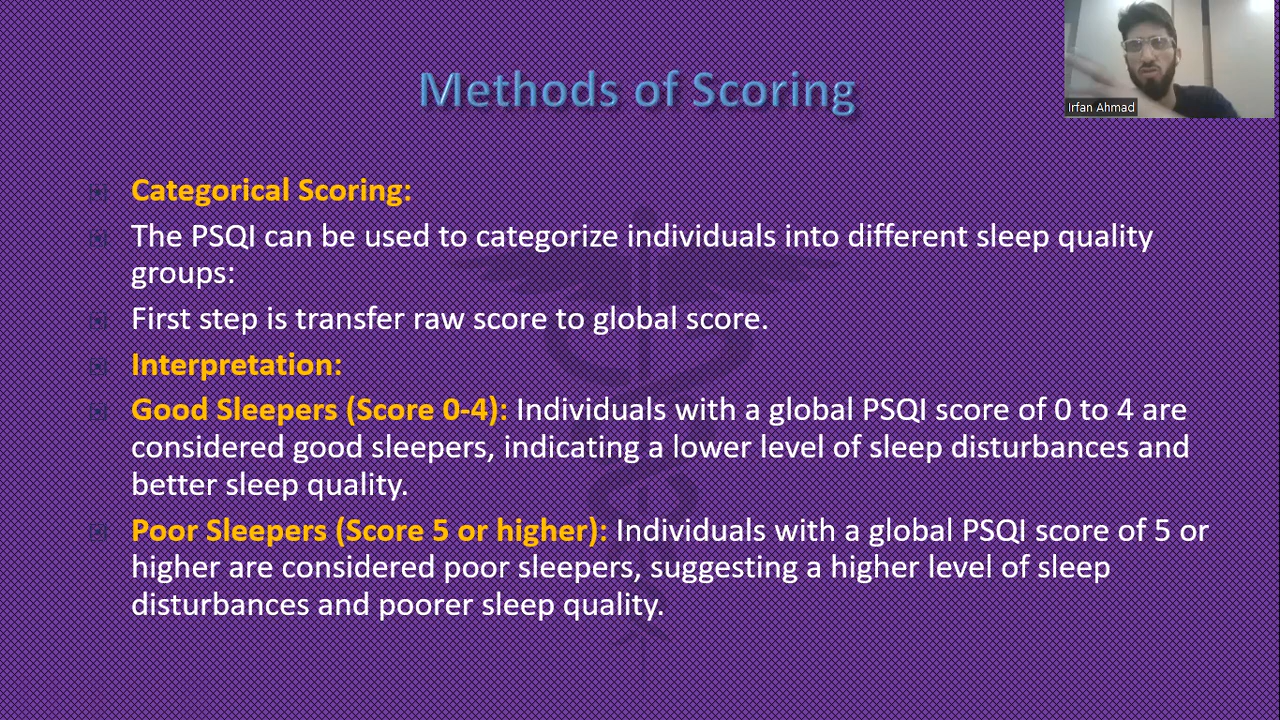 Methods of Scoring
Irfan Ahmad
Categorical Scoring:
The PSQI can be used to categorize individuals into different sleep quality
groups:
First step is transfer raw score to global score.
Interpretation:
Good Sleepers (Score 0-4): Individuals with a global PSQI score of 0 to 4 are
considered good sleepers, indicating a lower level of sleep disturbances and
better sleep quality.
Poor Sleepers (Score 5 or higher): Individuals with a global PSQI score of 5 or
higher are considered poor sleepers, suggesting a higher level of sleep
disturbances and poorer sleep quality.